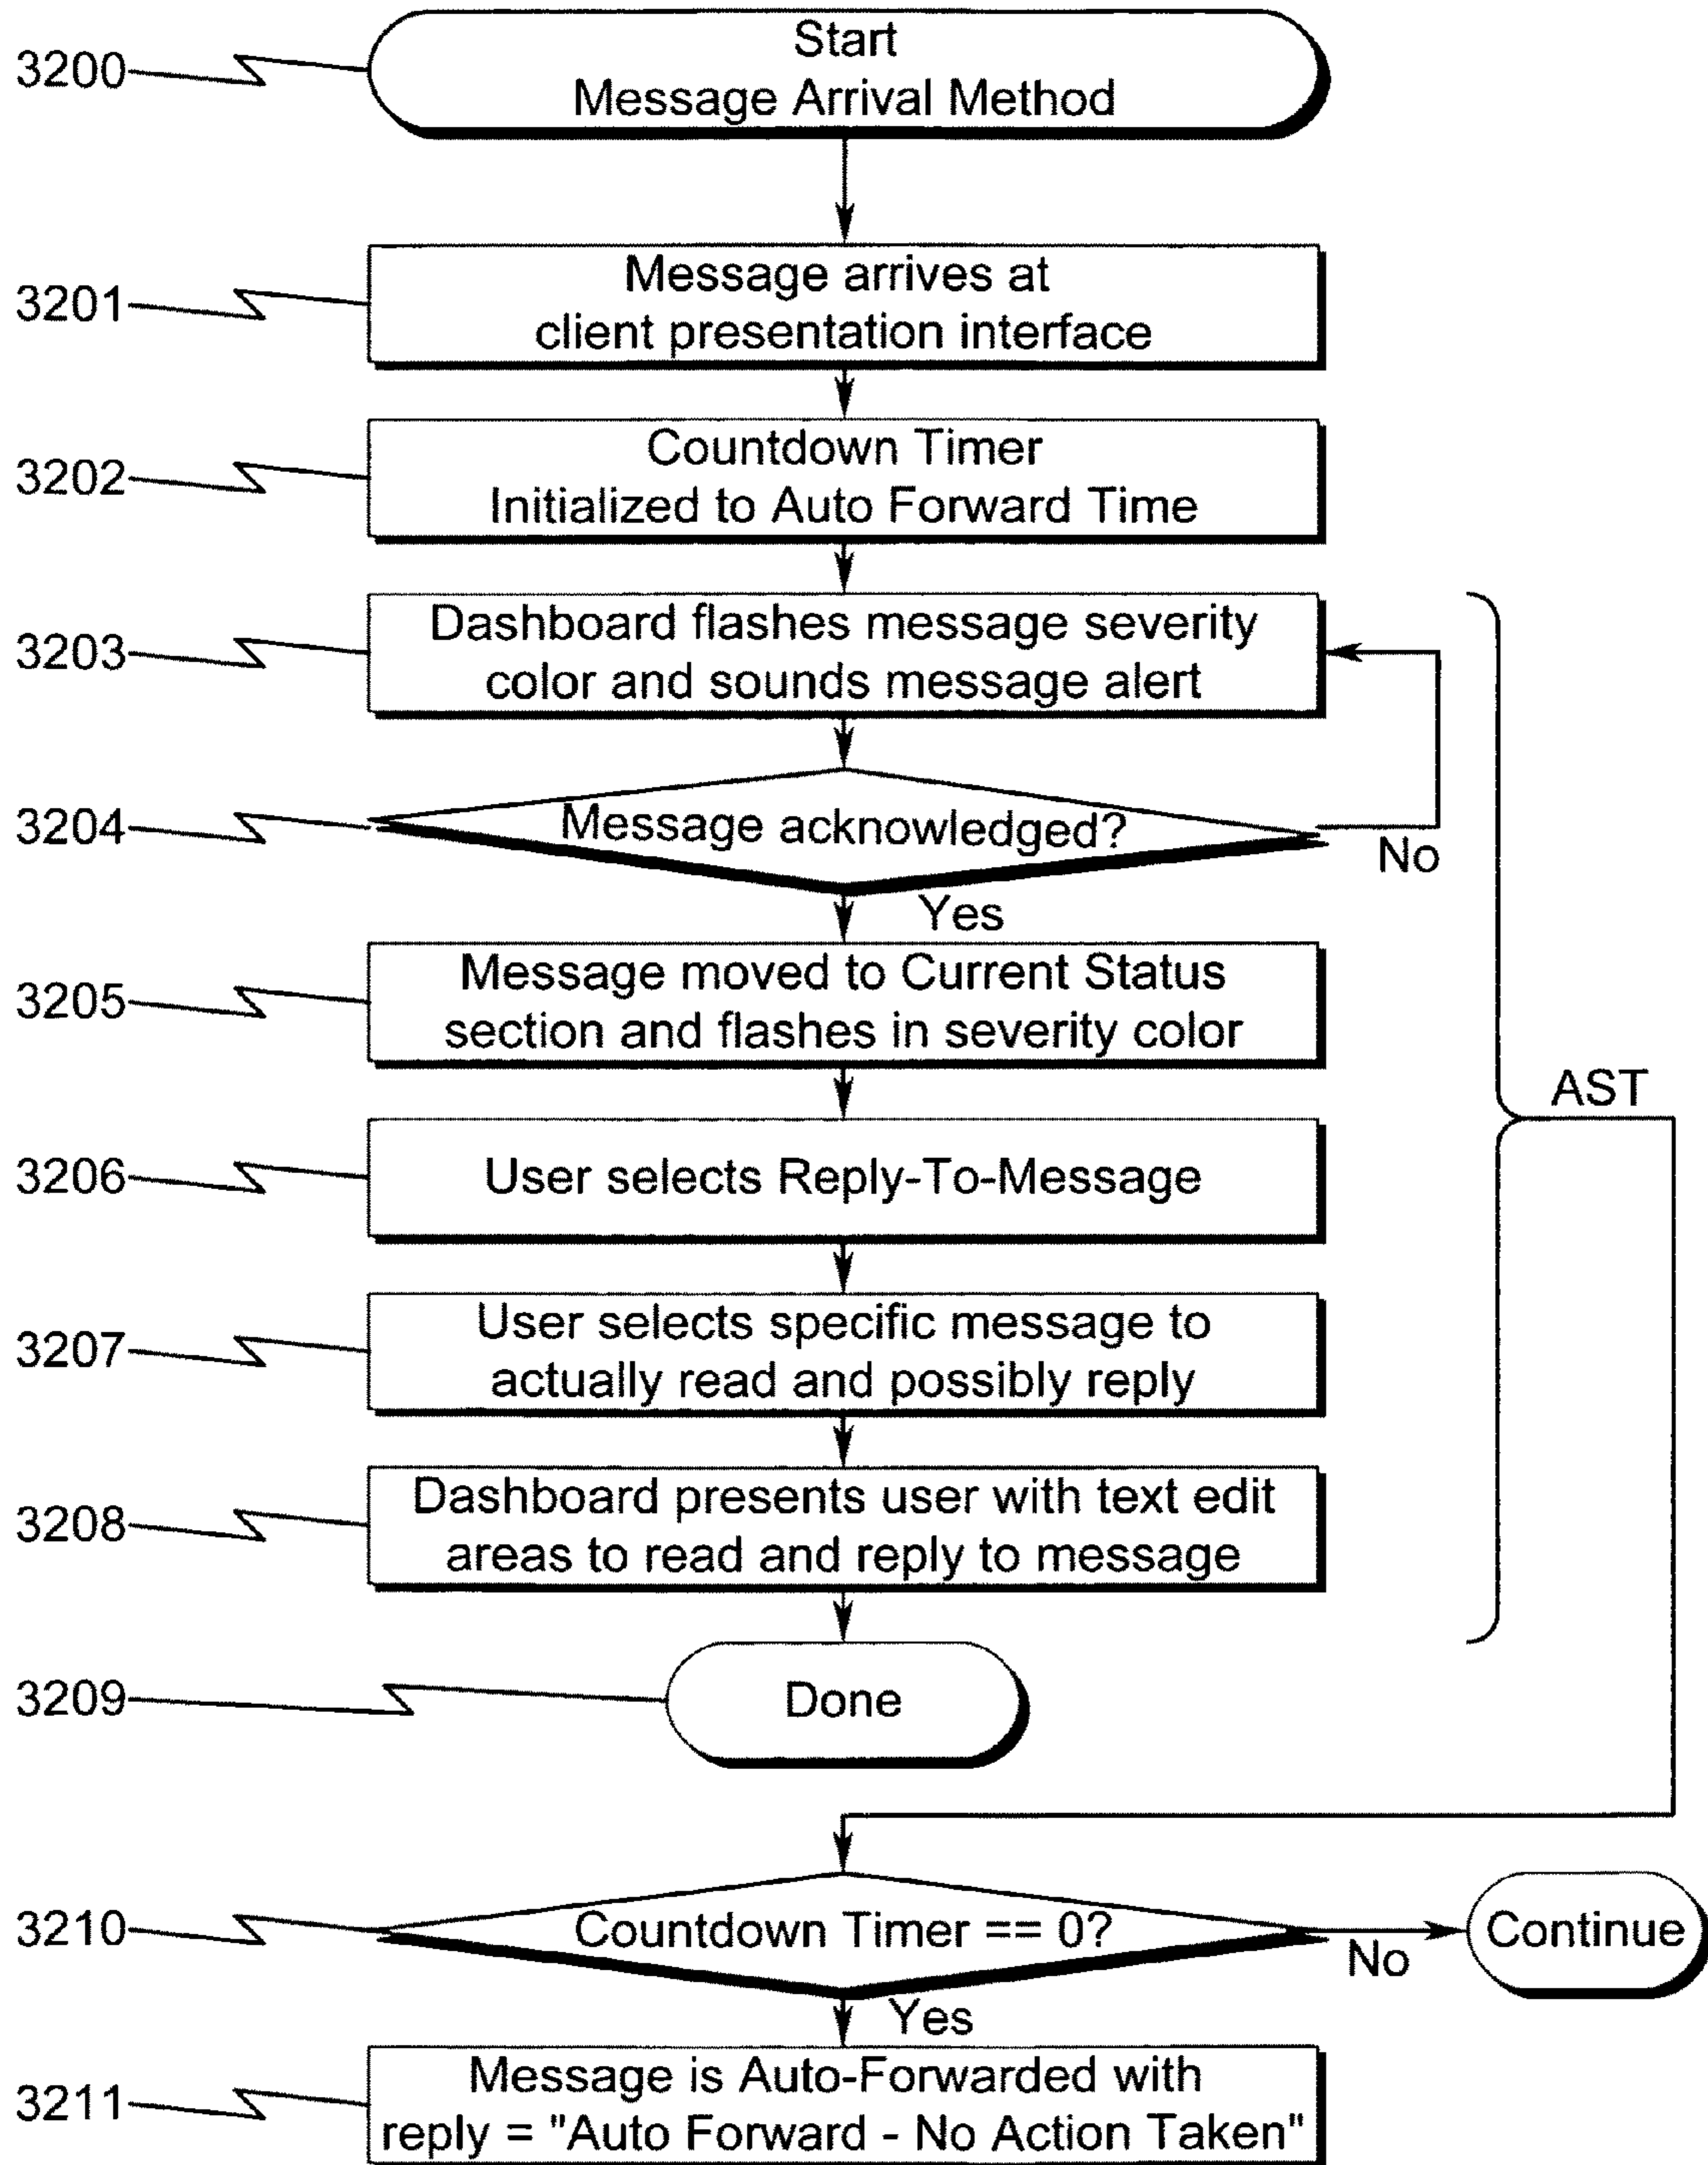 3200
Start
Message Arrival Method
3201
Message arrives at
client presentation interface
3202
Countdown Timer
Initialized to Auto Forward Time
3203
Dashboard flashes message severity
color and sounds message alert
3204
Message acknowledged?
No
Yes
3205
Message moved to Current Status
section and flashes in severity color
AST
3206
User selects Reply-To-Message
3207
User selects specific message to
actually read and possibly reply
3208
Dashboard presents user with text edit
areas to read and reply to message
3209
Done
3210
Countdown Timer == 0?
No
Continue
Yes
3211
Message is Auto-Forwarded with
reply = "Auto Forward - No Action Taken"